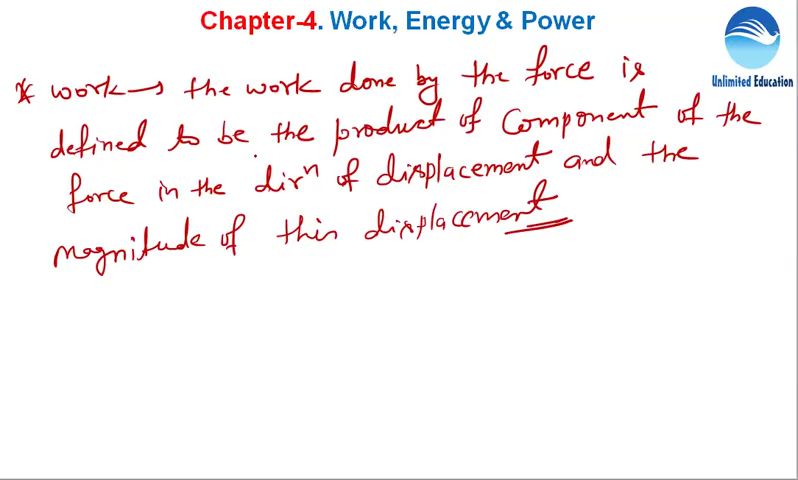 Chapter-4. Work, Energy & Power
Unlimited Education
* work → the work done by the force is
defined to be the product of component of the
force in the dirⁿ of displacement and the
magnitude of this displacement